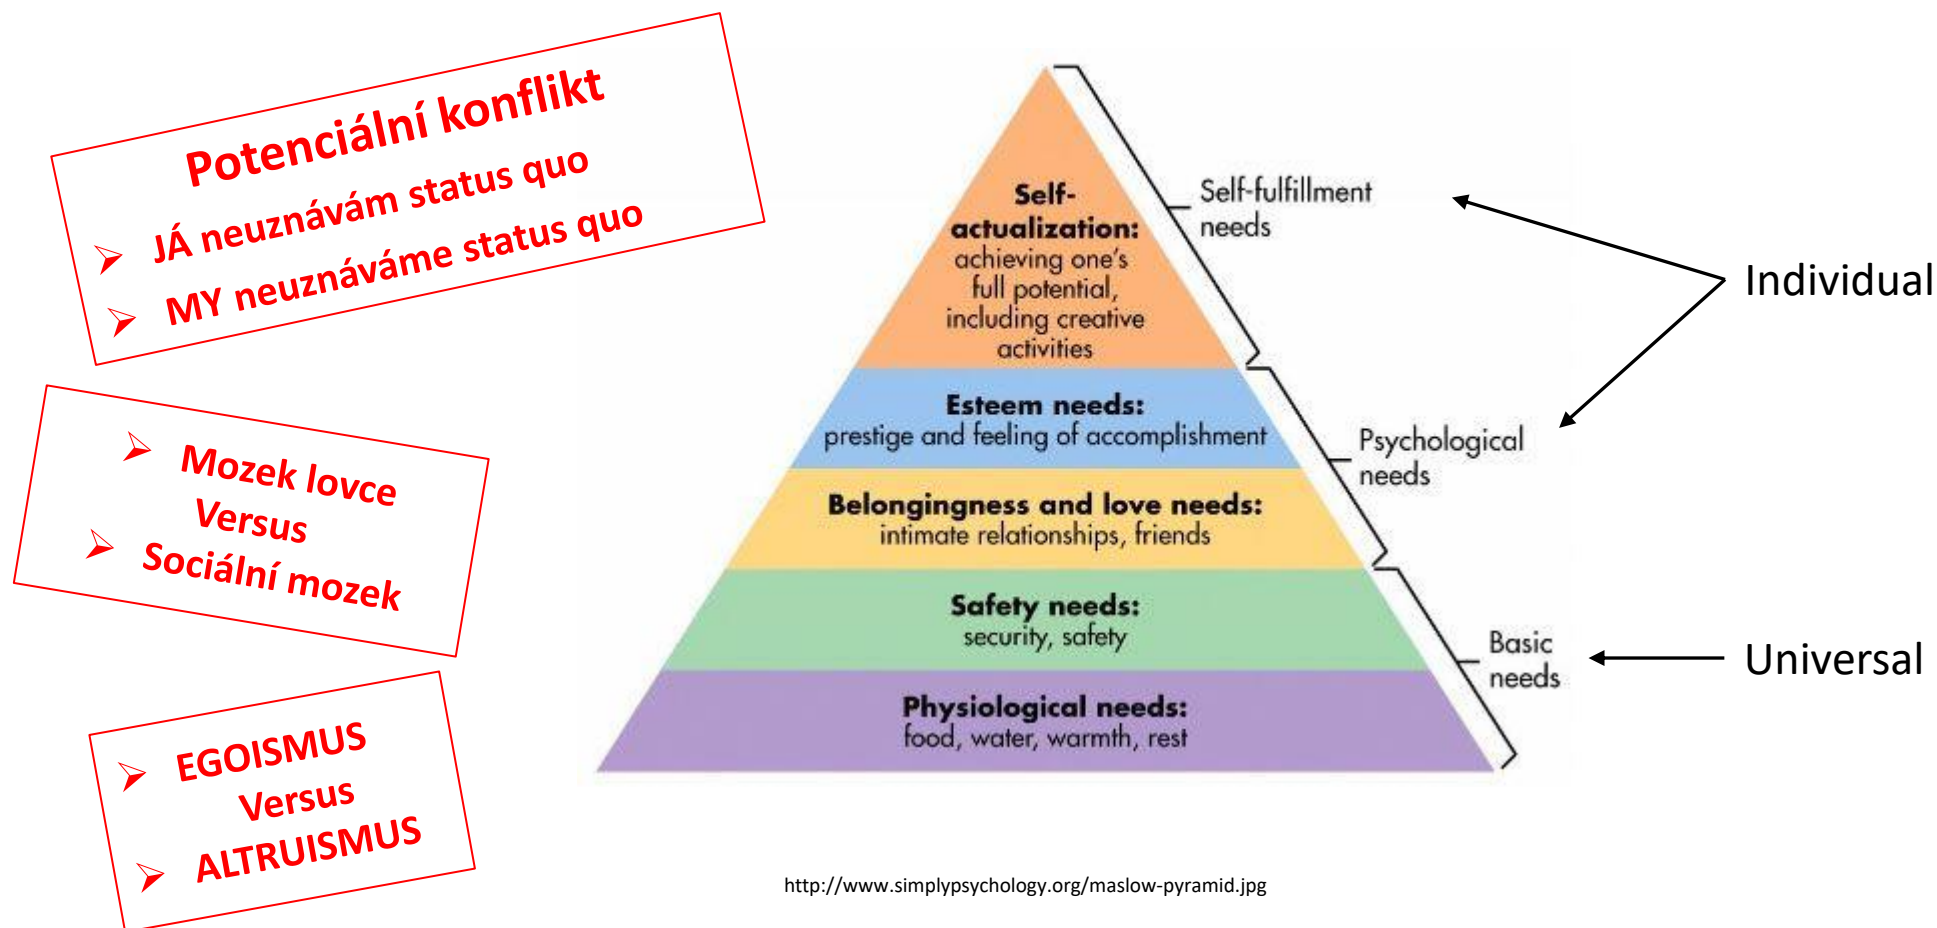 Potenciální konflikt
➢ JÁ neuznávám status quo
➢ MY neuznáváme status quo
➢ Mozek lovce
Versus
➢ Sociální mozek
➢ EGOISMUS
Versus
➢ ALTRUISMUS
Self-
actualization:
achieving one's
full potential,
including creative
activities
Esteem needs:
prestige and feeling of accomplishment
Belongingness and love needs:
intimate relationships, friends
Safety needs:
security, safety
Physiological needs:
food, water, warmth, rest
Self-fulfillment
needs
Psychological
needs
Basic
needs
Individual
Universal
http://www.simplypsychology.org/maslow-pyramid.jpg